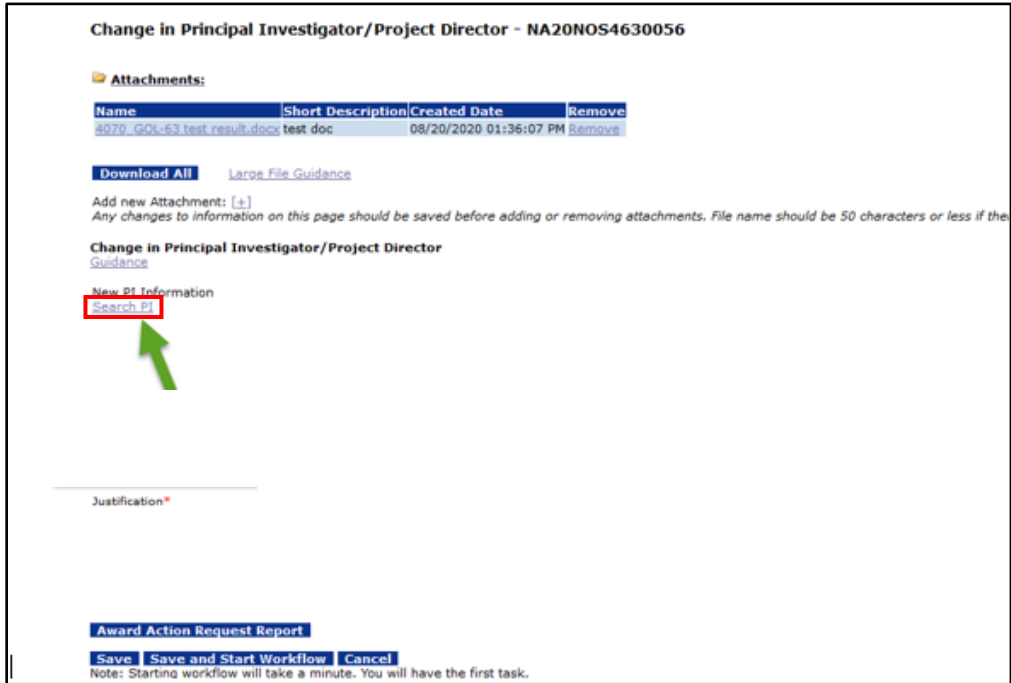 Change in Principal Investigator/Project Director - NA20NOS4630056
Attachments:
Name Short Description Created Date Remove
4070_GOL-63 test result.docx test doc 08/20/2020 01:36:07 PM Remove
Download All Large File Guidance
Add new Attachment: [+]
Any changes to information on this page should be saved before adding or removing attachments. File name should be 50 characters or less if
Change in Principal Investigator/Project Director
Guidance
New PI Information
Search PI
Justification*
Award Action Request Report
Save Save and Start Workflow Cancel
Note: Starting workflow will take a minute. You will have the first task.